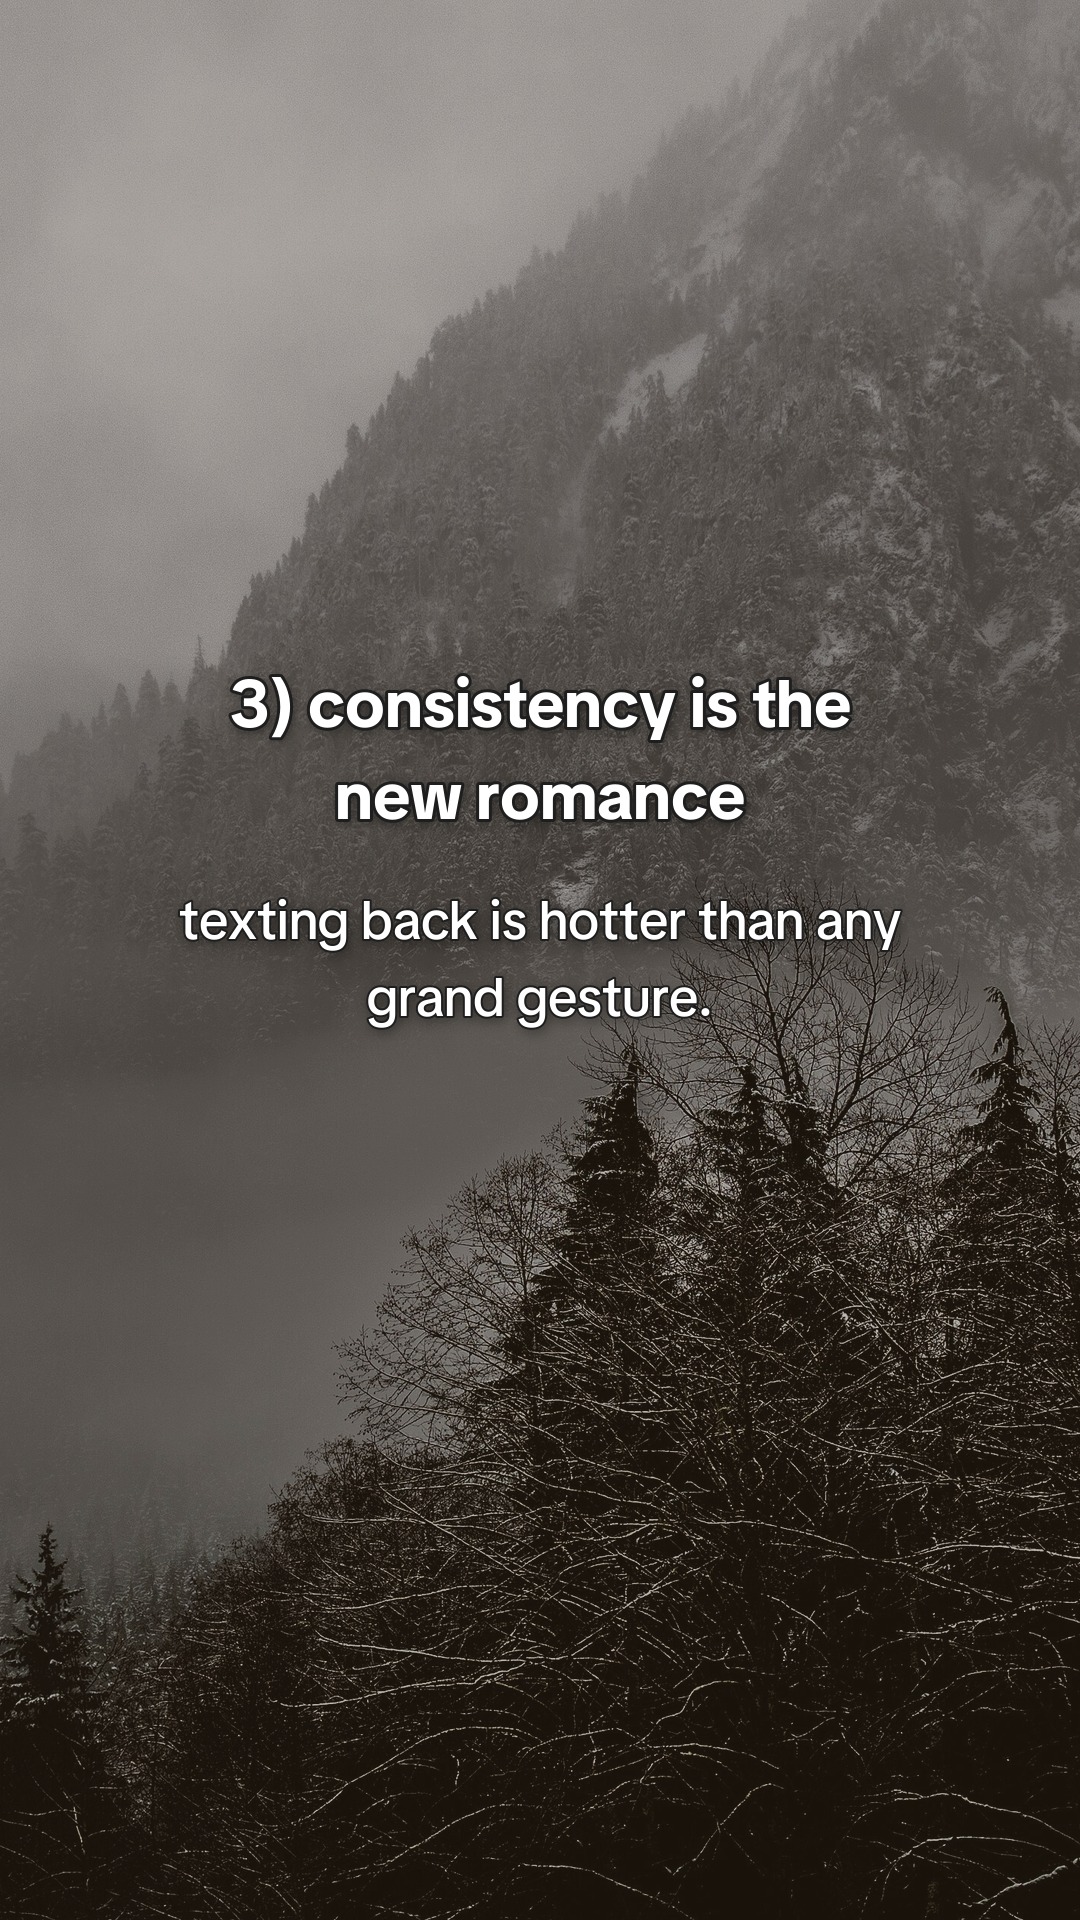 3) consistency is the
new romance
texting back is hotter than any
grand gesture.